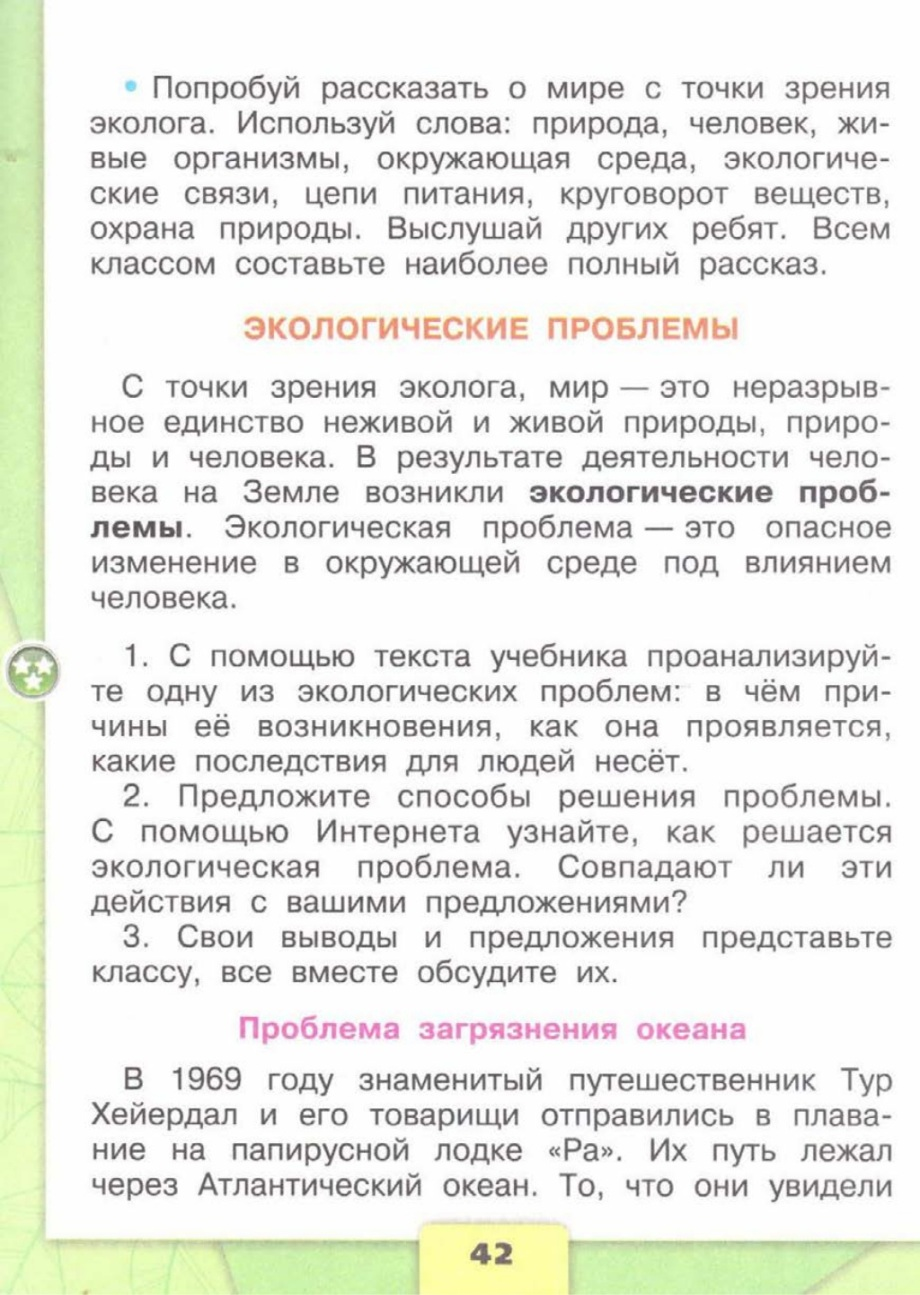 • Попробуй рассказать о мире с точки зрения
эколога. Используй слова: природа, человек, жи-
вые организмы, окружающая среда, экологиче-
ские связи, цепи питания, круговорот веществ,
охрана природы. Выслушай других ребят. Всем
классом составьте наиболее полный рассказ.
ЭКОЛОГИЧЕСКИЕ ПРОБЛЕМЫ
С точки зрения эколога, мир — это неразрыв-
ное единство неживой и живой природы, приро-
ды и человека. В результате деятельности чело-
века на Земле возникли экологические проб-
лемы. Экологическая проблема — это опасное
изменение в окружающей среде под влиянием
человека.
1. С помощью текста учебника проанализируй-
те одну из экологических проблем: в чём при-
чины её возникновения, как она проявляется,
какие последствия для людей несёт.
2. Предложите способы решения проблемы.
С помощью Интернета узнайте, как решается
экологическая проблема. Совпадают ли эти
действия с вашими предложениями?
3. Свои выводы и предложения представьте
классу, все вместе обсудите их.
Проблема загрязнения океана
В 1969 году знаменитый путешественник Тур
Хейердал и его товарищи отправились в плава-
ние на папирусной лодке «Ра». Их путь лежал
через Атлантический океан. То, что они увидели
42